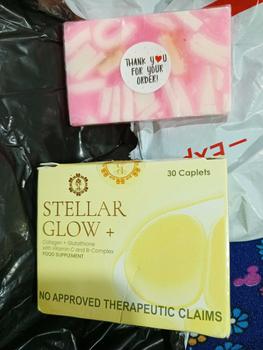 THANK YOU
FOR YOUR
ORDER!
30 Caplets
STELLAR
GLOW +
Collagen + Glutathione
with Vitamin C and B-Complex
FOOD SUPPLEMENT
NO APPROVED THERAPEUTIC CLAIMS